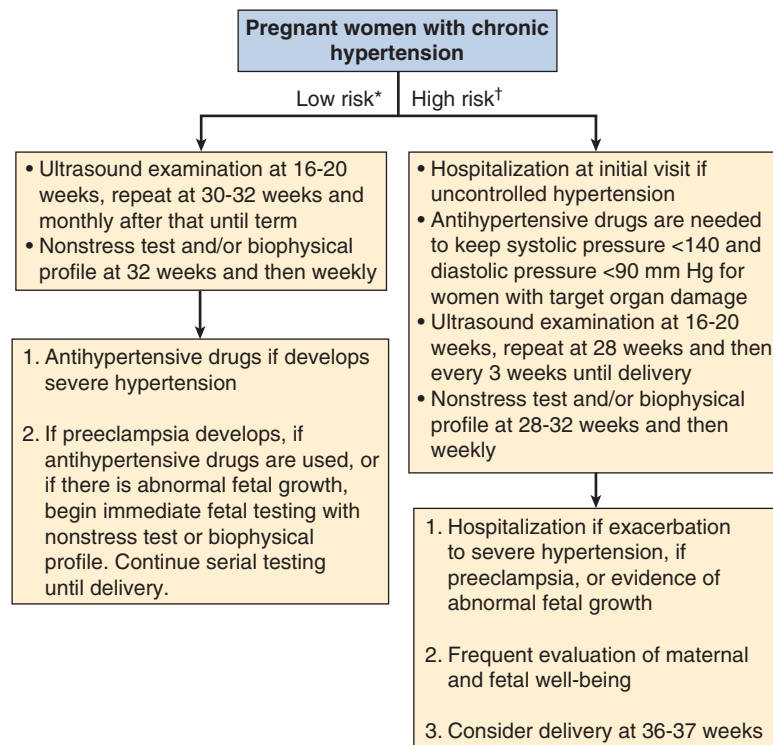 Pregnant women with chronic
hypertension
Low risk*
High risk†
• Ultrasound examination at 16-20
weeks, repeat at 30-32 weeks and
monthly after that until term
• Nonstress test and/or biophysical
profile at 32 weeks and then weekly
1. Antihypertensive drugs if develops
severe hypertension
2. If preeclampsia develops, if
antihypertensive drugs are used, or
if there is abnormal fetal growth,
begin immediate fetal testing with
nonstress test or biophysical
profile. Continue serial testing
until delivery.
• Hospitalization at initial visit if
uncontrolled hypertension
• Antihypertensive drugs are needed
to keep systolic pressure <140 and
diastolic pressure <90 mm Hg for
women with target organ damage
• Ultrasound examination at 16-20
weeks, repeat at 28 weeks and then
every 3 weeks until delivery
• Nonstress test and/or biophysical
profile at 28-32 weeks and then
weekly
1. Hospitalization if exacerbation
to severe hypertension, if
preeclampsia, or evidence of
abnormal fetal growth
2. Frequent evaluation of maternal
and fetal well-being
3. Consider delivery at 36-37 weeks